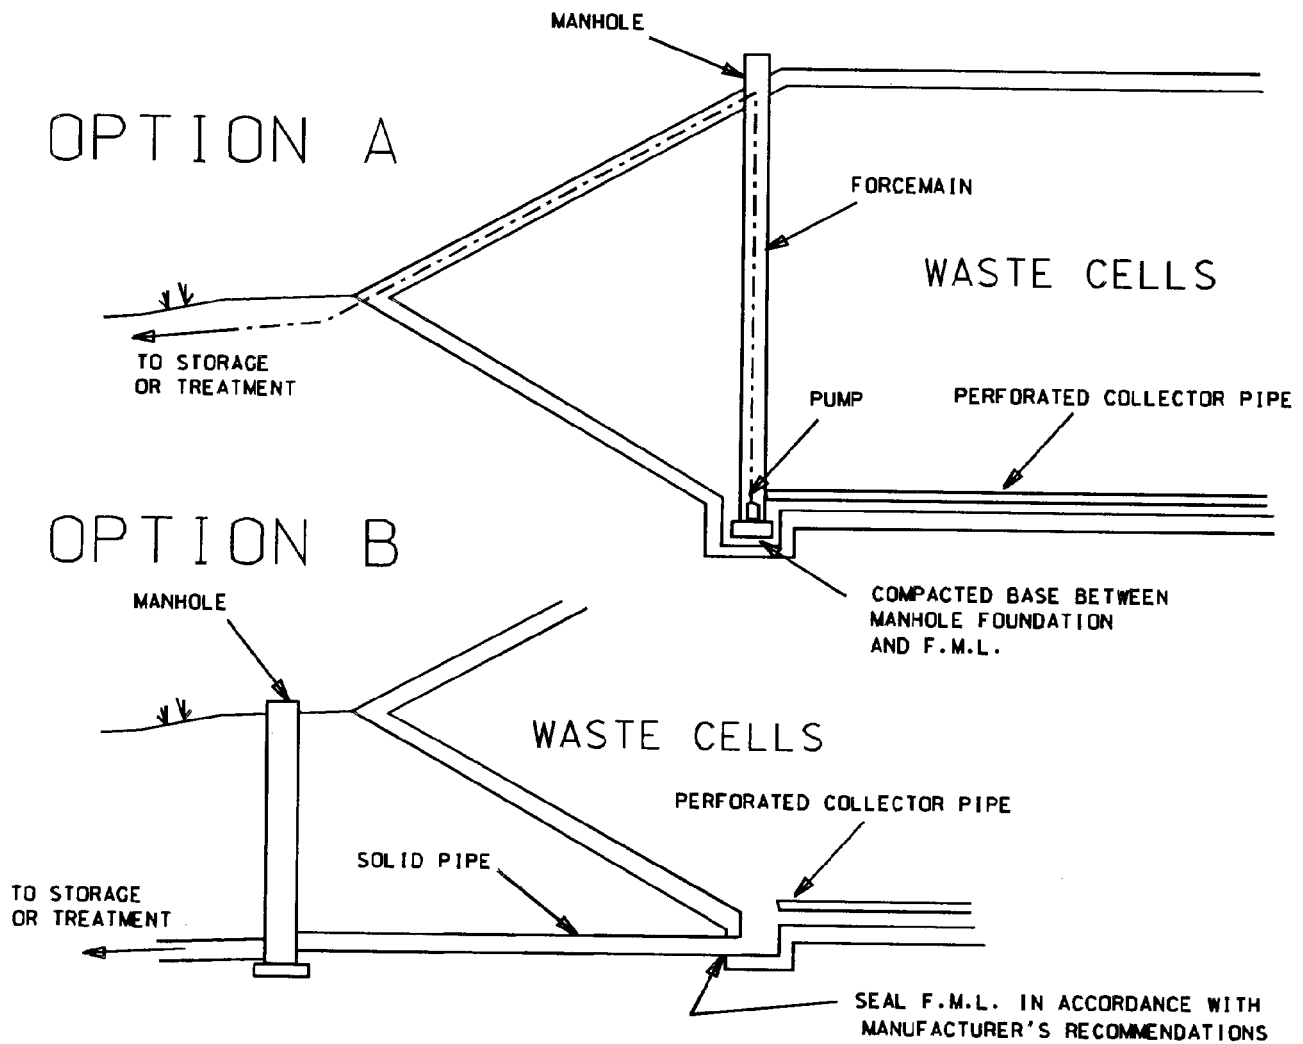 MANHOLE
OPTION A
FORCEMAIN
WASTE CELLS
TO STORAGE
OR TREATMENT
PUMP
PERFORATED COLLECTOR PIPE
OPTION B
COMPACTED BASE BETWEEN
MANHOLE FOUNDATION
AND F.M.L.
MANHOLE
WASTE CELLS
PERFORATED COLLECTOR PIPE
SOLID PIPE
TO STORAGE
OR TREATMENT
SEAL F.M.L. IN ACCORDANCE WITH
MANUFACTURER'S RECOMMENDATIONS